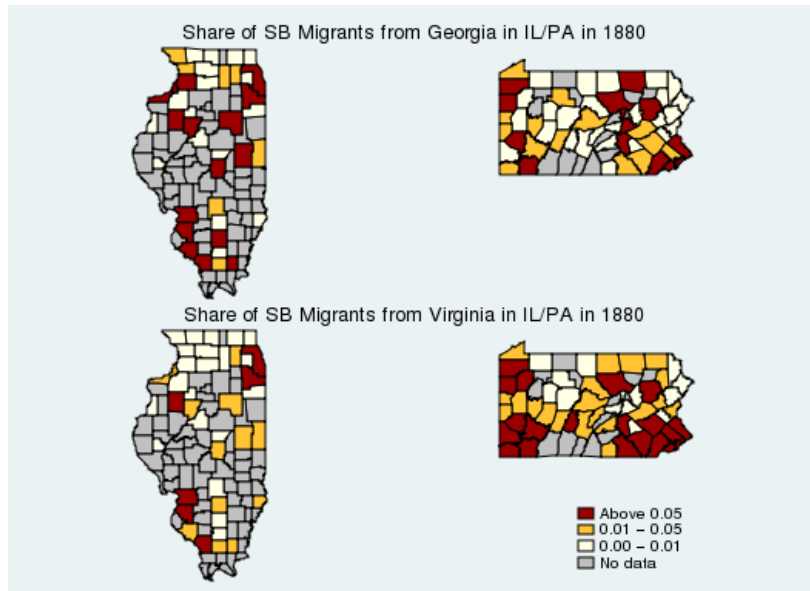 Share of SB Migrants from Georgia in IL/PA in 1880
Share of SB Migrants from Virginia in IL/PA in 1880
Above 0.05
0.01 – 0.05
0.00 – 0.01
No data